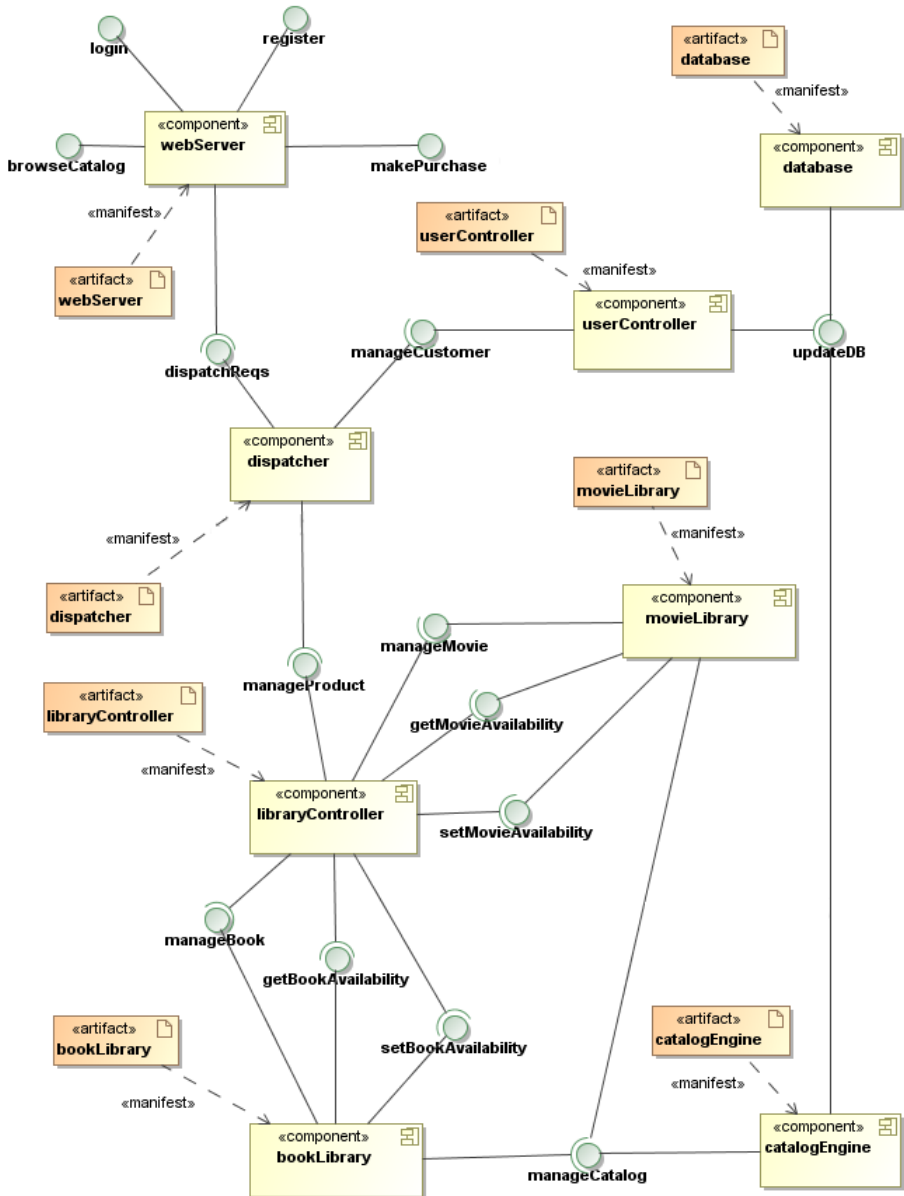 login
register
«artifact»
database
«manifest»
«component»
webServer
browseCatalog
makePurchase
«component»
database
«manifest»
«artifact»
userController
«manifest»
«artifact»
webServer
«component»
userController
manageCustomer
updateDB
dispatchReqs
«component»
dispatcher
«artifact»
movieLibrary
«manifest»
«manifest»
«artifact»
dispatcher
«component»
movieLibrary
manageMovie
manageProduct
«artifact»
libraryController
getMovieAvailability
«manifest»
«component»
libraryController
setMovieAvailability
manageBook
getBookAvailability
«artifact»
bookLibrary
setBookAvailability
«artifact»
catalogEngine
«manifest»
«manifest»
«component»
bookLibrary
manageCatalog
«component»
catalogEngine